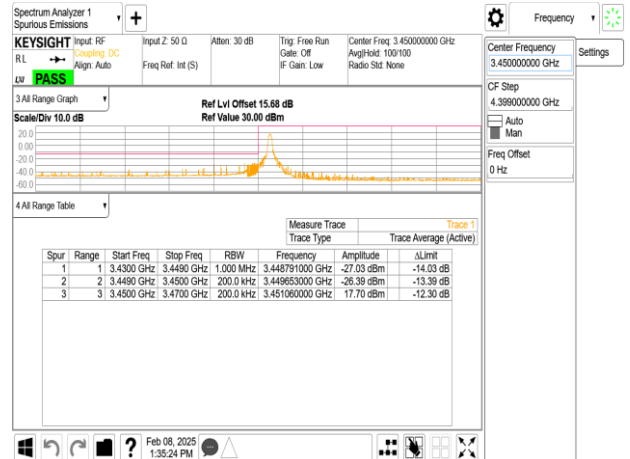 Spectrum Analyzer 1
Spurious Emissions
Frequency
KEYSIGHT
Input: RF
Coupling: DC
Align: Auto
Input Z: 50 Ω
Freq Ref: Int (S)
Atten: 30 dB
Trig: Free Run
Gate: Off
IF Gain: Low
Center Freq: 3.450000000 GHz
Avg|Hold: 100/100
Radio Std: None
R L
PASS
Center Frequency
3.450000000 GHz
Settings
CF Step
4.399000000 GHz
Auto
Man
Freq Offset
0 Hz
3 All Range Graph
Ref Lvl Offset 15.68 dB
Scale/Div 10.0 dB
Ref Value 30.00 dBm
20.0
0.00
-20.0
-40.0
-60.0
4 All Range Table
Measure Trace Trace 1
Trace Type Trace Average (Active)
Spur Range Start Freq Stop Freq RBW Frequency Amplitude ΔLimit
1 1 3.4300 GHz 3.4490 GHz 1.000 MHz 3.448791000 GHz -27.03 dBm -14.03 dB
2 2 3.4490 GHz 3.4500 GHz 200.0 kHz 3.449653000 GHz -26.39 dBm -13.39 dB
3 3 3.4500 GHz 3.4700 GHz 200.0 kHz 3.451060000 GHz 17.70 dBm -12.30 dB
Feb 08, 2025
1:35:24 PM